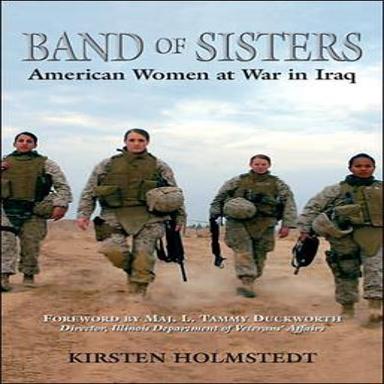 BAND OF SISTERS
American Women at War in Iraq
FOREWORD BY MAJ. L. TAMMY DUCKWORTH
Director, Illinois Department of Veterans' Affairs
KIRSTEN HOLMSTEDT